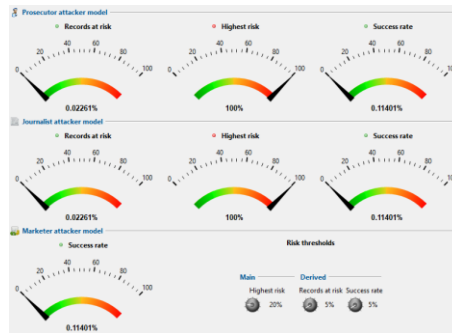 Prosecutor attacker model
Records at risk Highest risk Success rate
0 20 40 60 80 100 0 20 40 60 80 100 0 20 40 60 80 100
0.02261% 100% 0.11401%
Journalist attacker model
Records at risk Highest risk Success rate
0 20 40 60 80 100 0 20 40 60 80 100 0 20 40 60 80 100
0.02261% 100% 0.11401%
Marketer attacker model
Success rate Risk thresholds
0 20 40 60 80 100
Main Derived
Highest risk Records at risk Success rate
20% 5% 5%
0.11401%